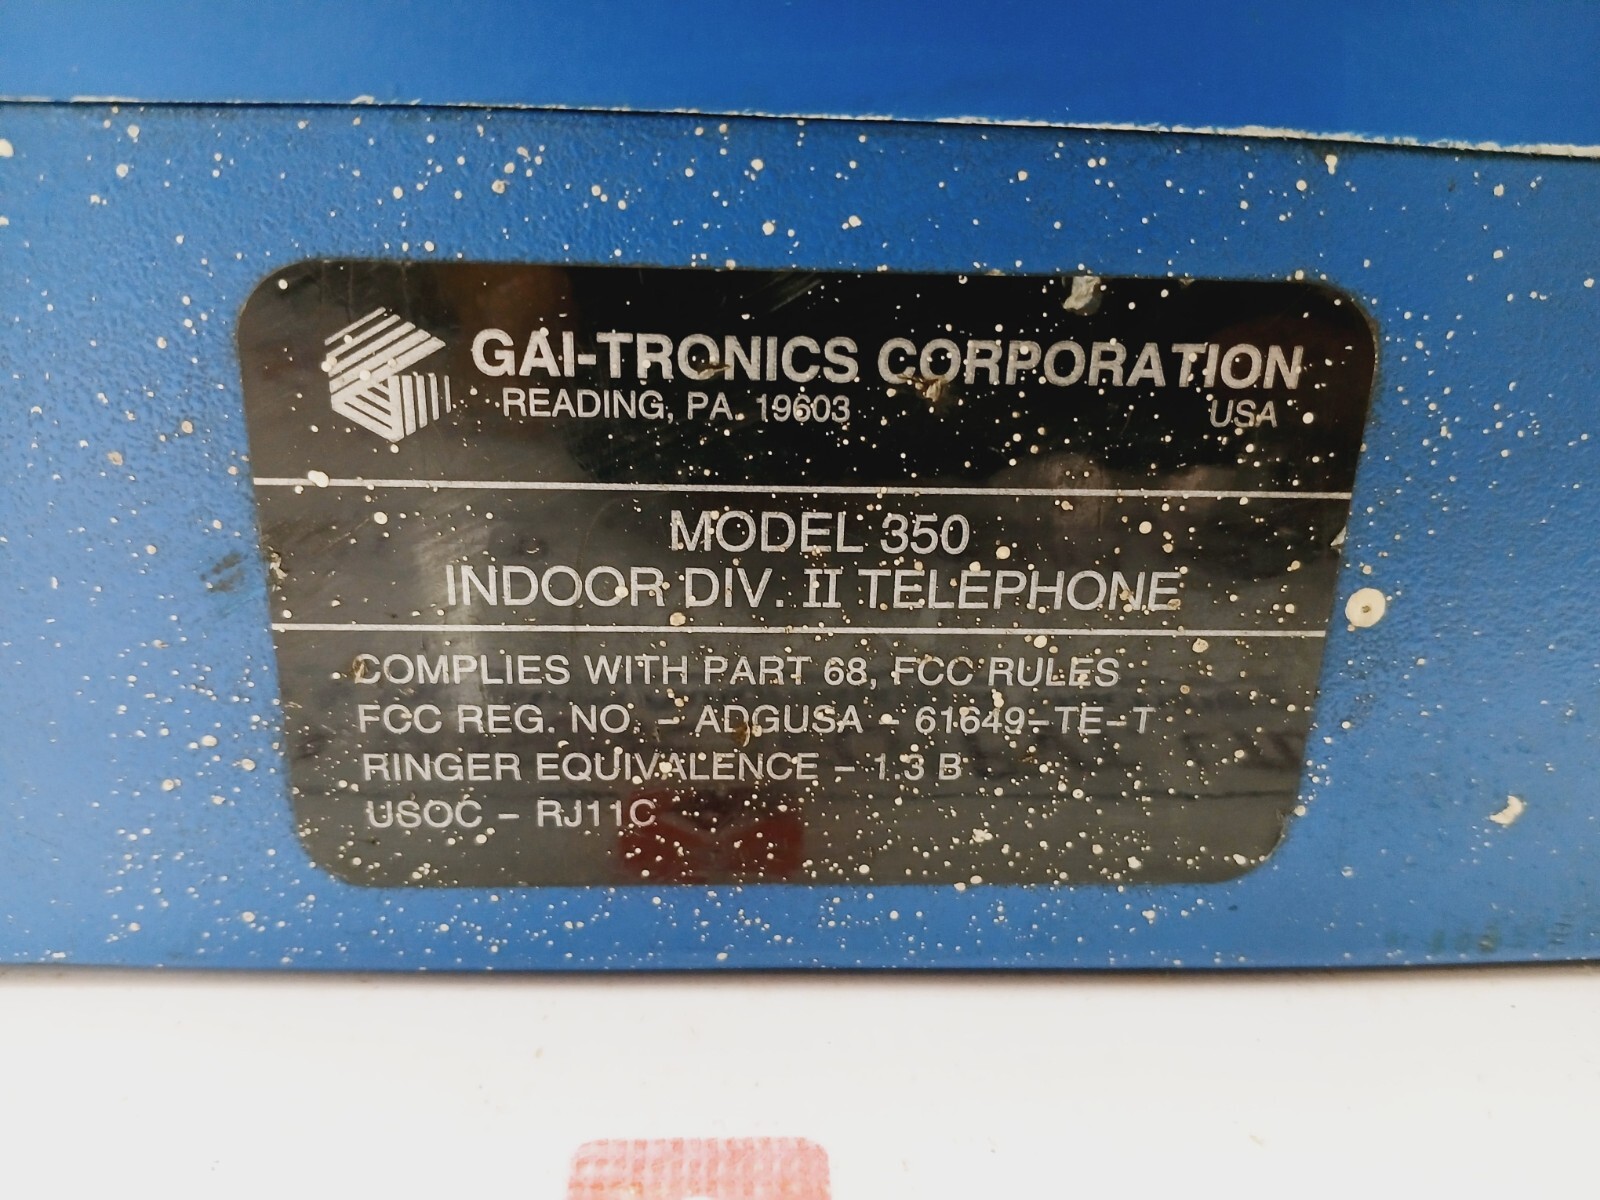 GAI-TRONICS CORPORATION
READING, PA. 19603 USA
MODEL 350
INDOOR DIV. II TELEPHONE
COMPLIES WITH PART 68, FCC RULES
FCC REG. NO. - ADGUSA - 61649-TE-T
RINGER EQUIVALENCE - 1.3 B
USOC - RJ11C